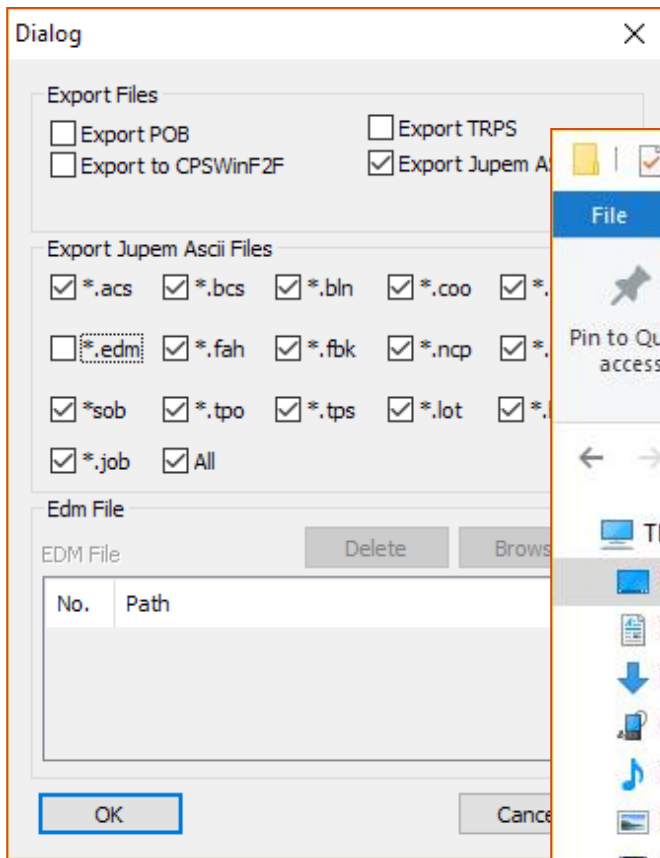 Dialog
Export Files
Export POB Export TRPS
Export to CPSWinF2F Export Jupem
File
Export Jupem Ascii Files
*.acs *.bcs *.bln *.coo *.
Pin to
access
*.edm *.fah *.fbk *.ncp *.
*sob *.tpo *.tps *.lot *.
*.job All
Edm File
EDM File Delete Brows
No. Path
OK Cance